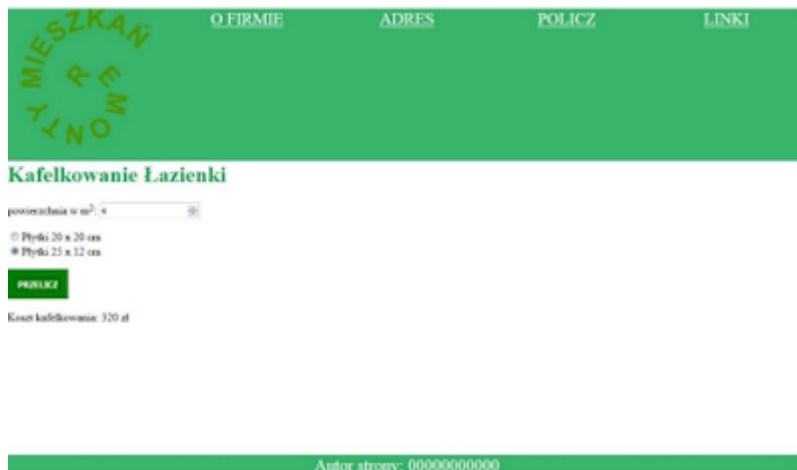 REMONTY MIESZKAŃ
O FIRMIE ADRES POLICZ LINKI
Kafelkowanie Łazienki
powierzchnia w m²: 4
Płytki 20 x 20 cm
Płytki 25 x 12 cm
PRZELICZ
Koszt kafelkowania: 320 zł
Autor strony: 00000000000